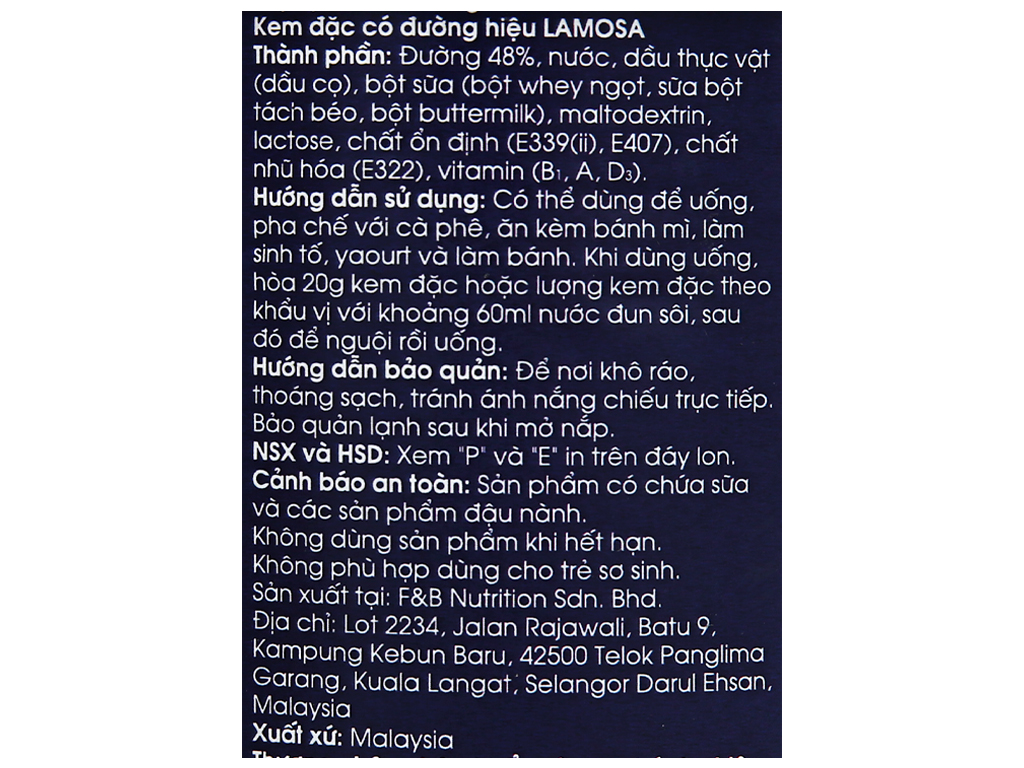 Kem đặc có đường hiệu LAMOSA
Thành phần: Đường 48%, nước, dầu thực vật
(dầu cọ), bột sữa (bột whey ngọt, sữa bột
tách béo, bột buttermilk), maltodextrin,
lactose, chất ổn định (E339(ii), E407), chất
nhũ hóa (E322), vitamin (B₁, A, D₃).
Hướng dẫn sử dụng: Có thể dùng để uống,
pha chế với cà phê, ăn kèm bánh mì, làm
sinh tố, yaourt và làm bánh. Khi dùng uống,
hòa 20g kem đặc hoặc lượng kem đặc theo
khẩu vị với khoảng 60ml nước đun sôi, sau
đó để nguội rồi uống.
Hướng dẫn bảo quản: Để nơi khô ráo,
thoáng sạch, tránh ánh nắng chiếu trực tiếp.
Bảo quản lạnh sau khi mở nắp.
NSX và HSD: Xem "P" và "E" in trên đáy lon.
Cảnh báo an toàn: Sản phẩm có chứa sữa
và các sản phẩm đậu nành.
Không dùng sản phẩm khi hết hạn.
Không phù hợp dùng cho trẻ sơ sinh.
Sản xuất tại: F&B Nutrition Sdn. Bhd.
Địa chỉ: Lot 2234, Jalan Rajawali, Batu 9,
Kampung Kebun Baru, 42500 Telok Panglima
Garang, Kuala Langat, Selangor Darul Ehsan,
Malaysia
Xuất xứ: Malaysia